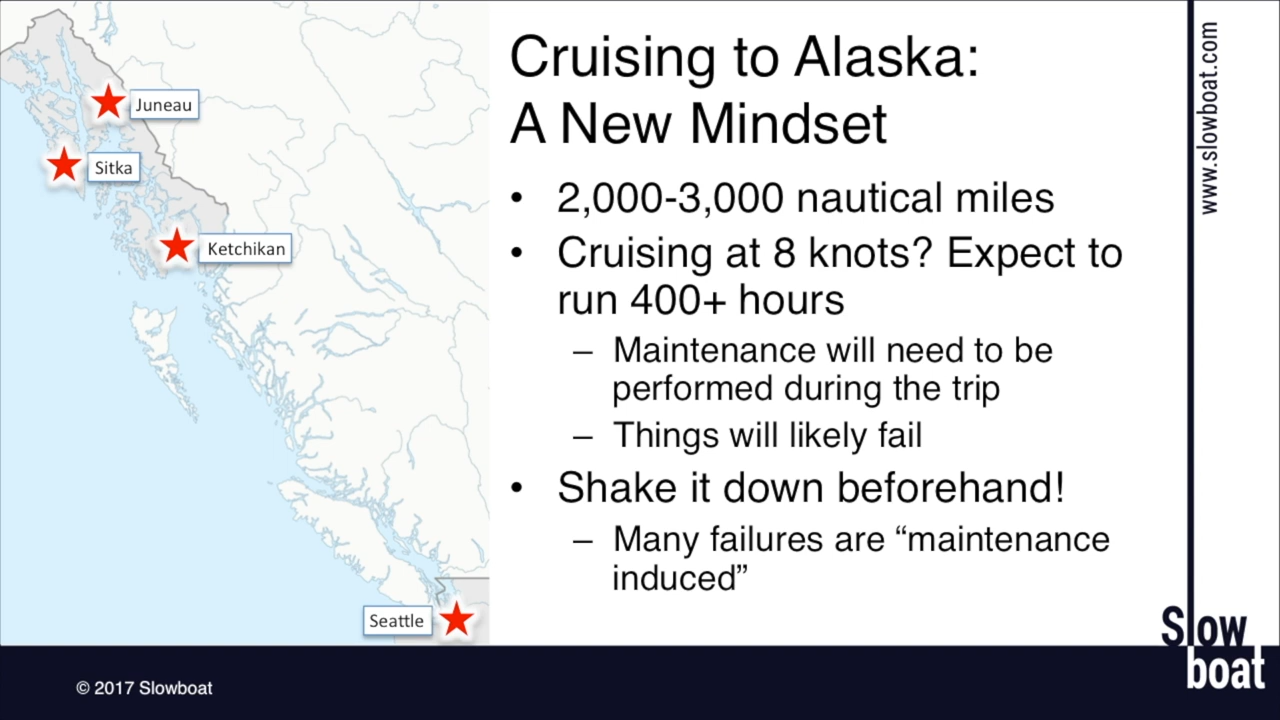 Cruising to Alaska:
A New Mindset
• 2,000-3,000 nautical miles
• Cruising at 8 knots? Expect to
run 400+ hours
– Maintenance will need to be
performed during the trip
– Things will likely fail
• Shake it down beforehand!
– Many failures are “maintenance
induced”
Juneau
Sitka
Ketchikan
Seattle
www.slowboat.com
Slow
boat
© 2017 Slowboat